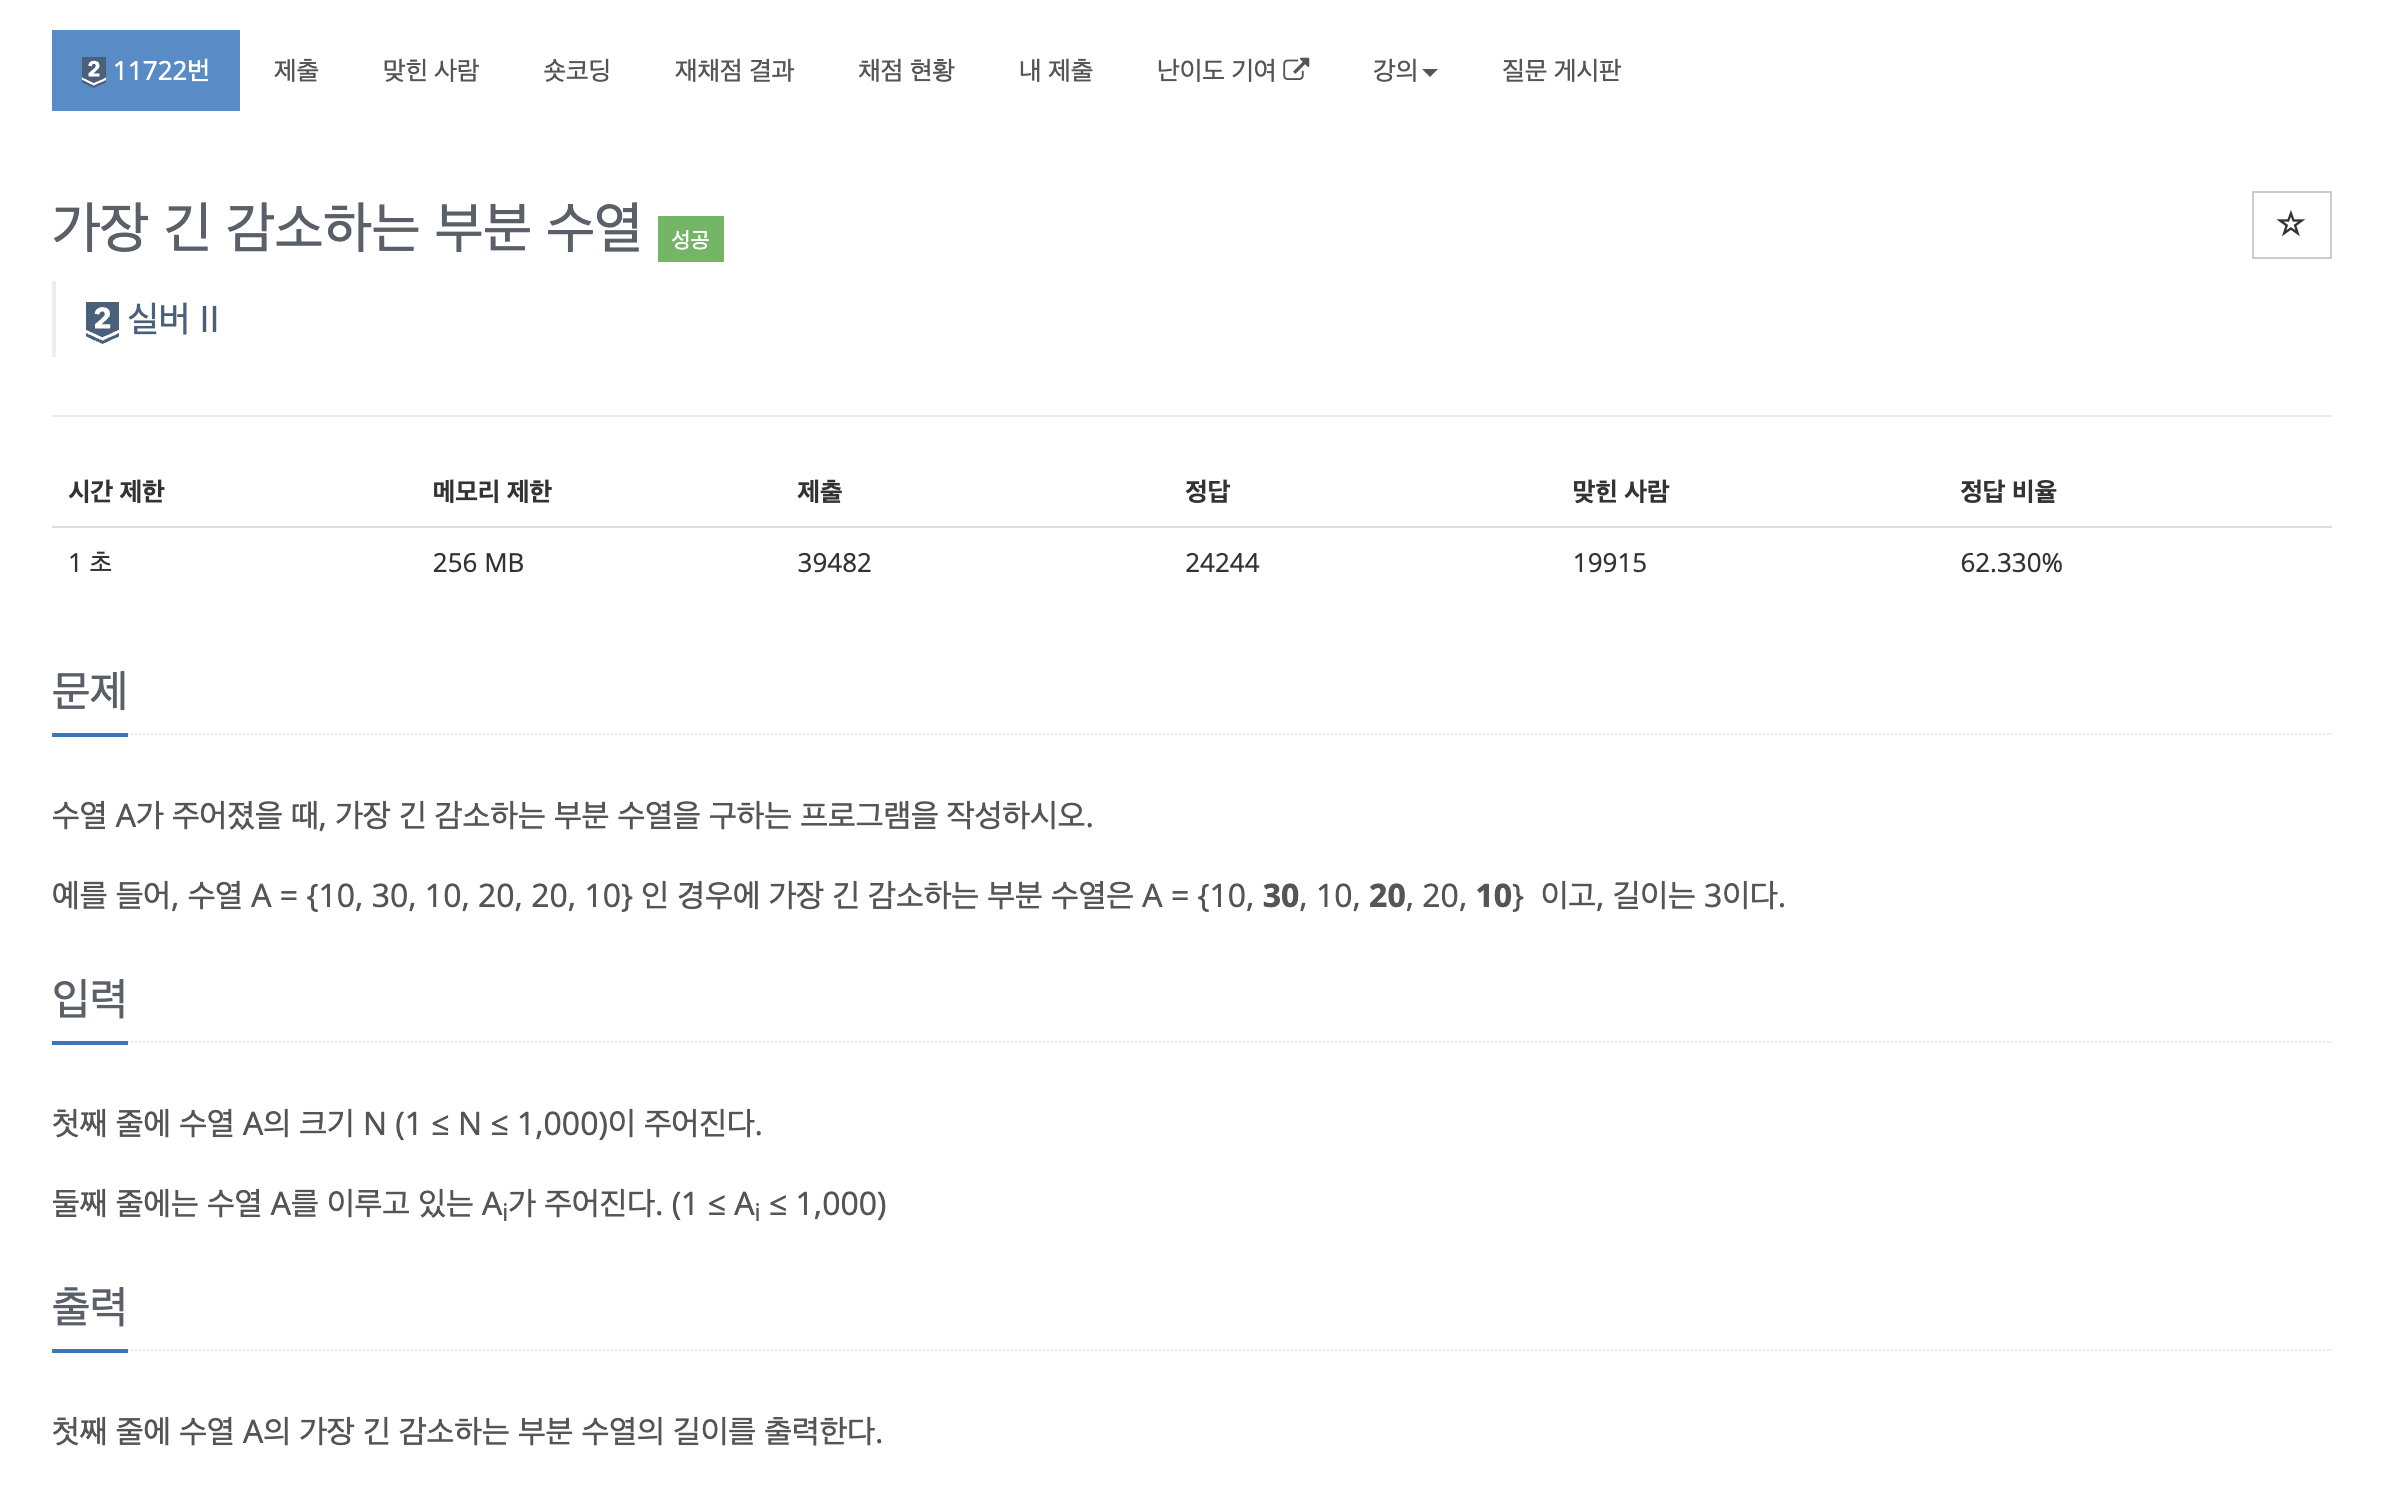 2 11722번 제출 맞힌 사람 숏코딩 재채점 결과 채점 현황 내 제출 난이도 기여 강의 질문 게시판
가장 긴 감소하는 부분 수열 성공
2 실버 II
시간 제한 메모리 제한 제출 정답 맞힌 사람 정답 비율
1 초 256 MB 39482 24244 19915 62.330%
문제
수열 A가 주어졌을 때, 가장 긴 감소하는 부분 수열을 구하는 프로그램을 작성하시오.
예를 들어, 수열 A = {10, 30, 10, 20, 20, 10} 인 경우에 가장 긴 감소하는 부분 수열은 A = {10, 30, 10, 20, 20, 10} 이고, 길이는 3이다.
입력
첫째 줄에 수열 A의 크기 N (1 ≤ N ≤ 1,000)이 주어진다.
둘째 줄에는 수열 A를 이루고 있는 Ai가 주어진다. (1 ≤ Ai ≤ 1,000)
출력
첫째 줄에 수열 A의 가장 긴 감소하는 부분 수열의 길이를 출력한다.